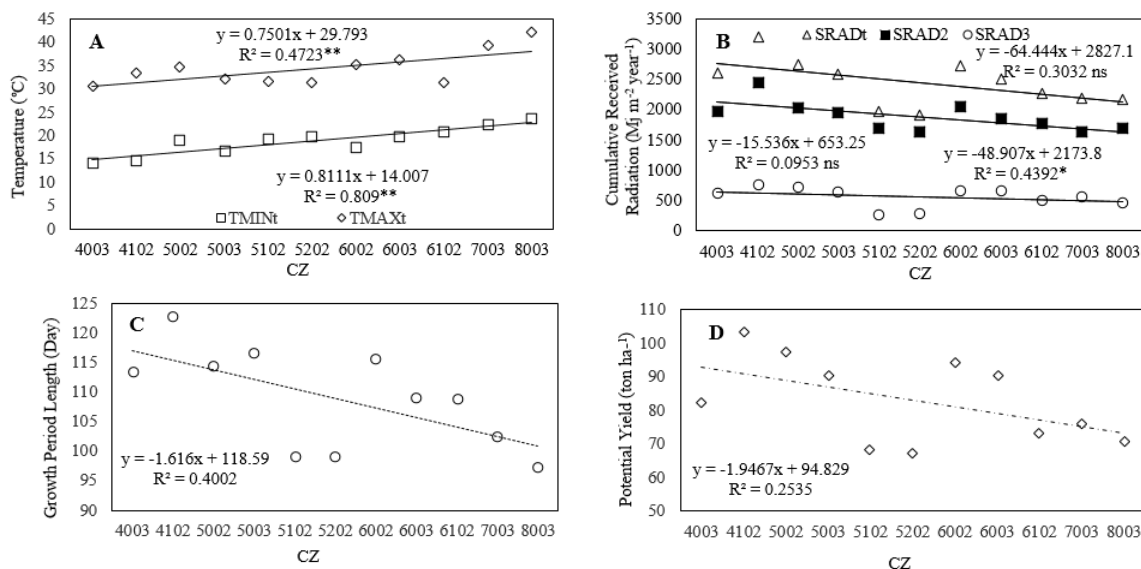 A
y = 0.7501x + 29.793
R² = 0.4723**
y = 0.8111x + 14.007
R² = 0.809**
TMINt TMAXt
Temperature (℃)
45
40
35
30
25
20
15
10
5
0
4003 4102 5002 5003 5102 5202 6002 6003 6102 7003 8003
CZ
B
SRADt SRAD2 SRAD3
-64.444x + 2827.1
R² = 0.3032 ns
-15.536x + 653.25
R² = 0.0953 ns
-48.907x + 2173.8
R² = 0.4392*
Cumulative Received
Radiation (Mj m⁻² year⁻¹)
3500
3000
2500
2000
1500
1000
500
0
4003 4102 5002 5003 5102 5202 6002 6003 6102 7003 8003
CZ
C
y = -1.616x + 118.59
R² = 0.4002
Growth Period Length (Day)
125
120
115
110
105
100
95
90
4003 4102 5002 5003 5102 5202 6002 6003 6102 7003 8003
CZ
D
y = -1.9467x + 94.829
R² = 0.2535
Potential Yield (ton ha⁻¹)
110
100
90
80
70
60
50
4003 4102 5002 5003 5102 5202 6002 6003 6102 7003 8003
CZ